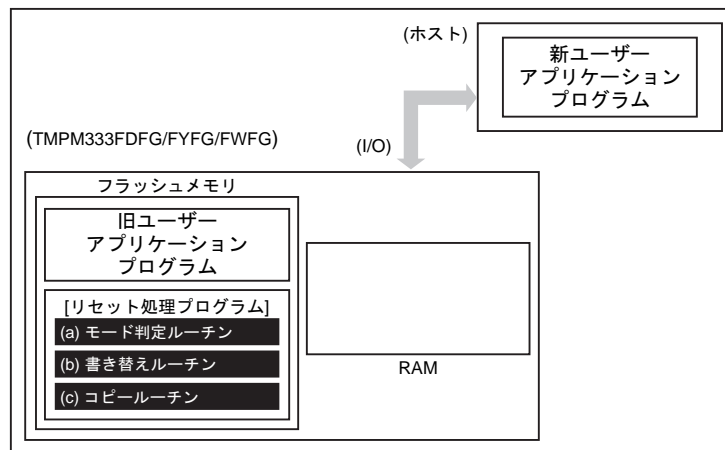 (ホスト)
新ユーザー
アプリケーション
プログラム
(TMPM333FDFG/FYFG/FWFG)
(I/O)
フラッシュメモリ
旧ユーザー
アプリケーション
プログラム
[リセット処理プログラム]
(a) モード判定ルーチン
(b) 書き替えルーチン
(c) コピールーチン
RAM